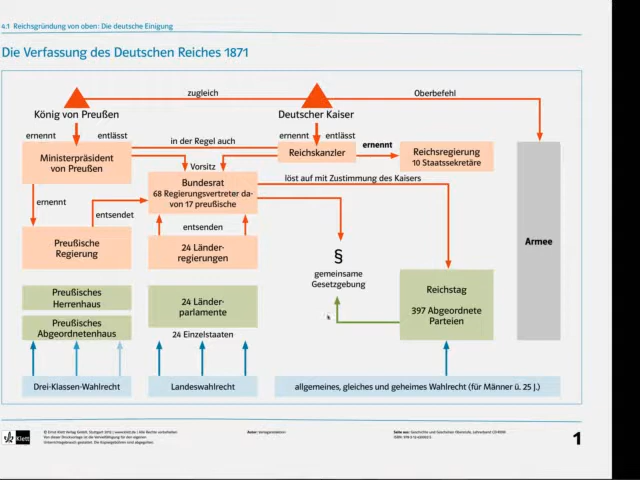 4.1 Reichsgründung von oben: Die deutsche Einigung
Die Verfassung des Deutschen Reiches 1871
zugleich
Oberbefehl
König von Preußen
Deutscher Kaiser
ernennt
entlässt
in der Regel auch
ernennt
entlässt
ernennt
Ministerpräsident
von Preußen
Reichskanzler
Reichsregierung
10 Staatssekretäre
Vorsitz
Bundesrat
68 Regierungsvertreter da-
von 17 preußische
löst auf mit Zustimmung des Kaisers
ernennt
entsendet
entsenden
Preußische
Regierung
24 Länder-
regierungen
§
gemeinsame
Gesetzgebung
Armee
Reichstag
397 Abgeordnete
Parteien
Preußisches
Herrenhaus
Preußisches
Abgeordnetenhaus
24 Länder-
parlamente
24 Einzelstaaten
Drei-Klassen-Wahlrecht
Landeswahlrecht
allgemeines, gleiches und geheimes Wahlrecht (für Männer ü. 25 J.)
Klett
1